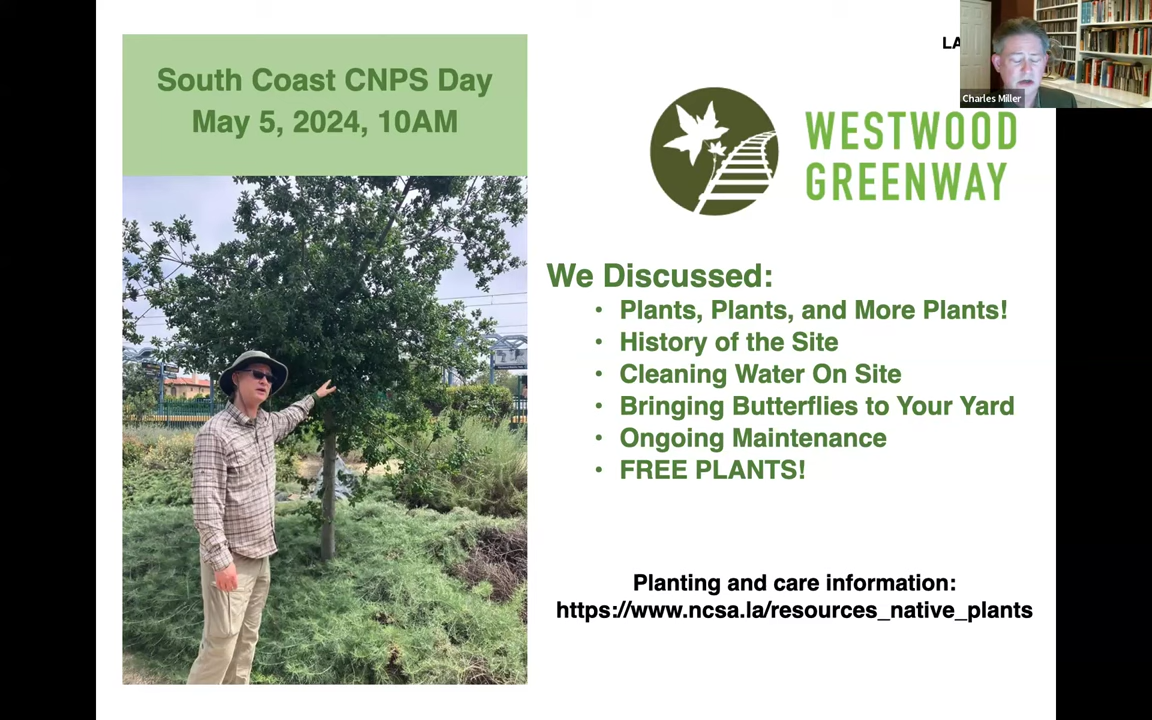 South Coast CNPS Day
May 5, 2024, 10AM
LA
Charles Miller
WESTWOOD
GREENWAY
We Discussed:
• Plants, Plants, and More Plants!
• History of the Site
• Cleaning Water On Site
• Bringing Butterflies to Your Yard
• Ongoing Maintenance
• FREE PLANTS!
Planting and care information:
https://www.ncsa.la/resources_native_plants